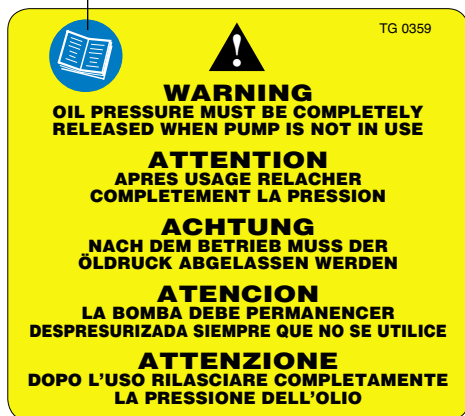 TG 0359
WARNING
OIL PRESSURE MUST BE COMPLETELY
RELEASED WHEN PUMP IS NOT IN USE
ATTENTION
APRES USAGE RELACHER
COMPLETEMENT LA PRESSION
ACHTUNG
NACH DEM BETRIEB MUSS DER
ÖLDRUCK ABGELASSEN WERDEN
ATENCION
LA BOMBA DEBE PERMANENCER
DESPRESURIZADA SIEMPRE QUE NO SE UTILICE
ATTENZIONE
DOPO L'USO RILASCIARE COMPLETAMENTE
LA PRESSIONE DELL'OLIO